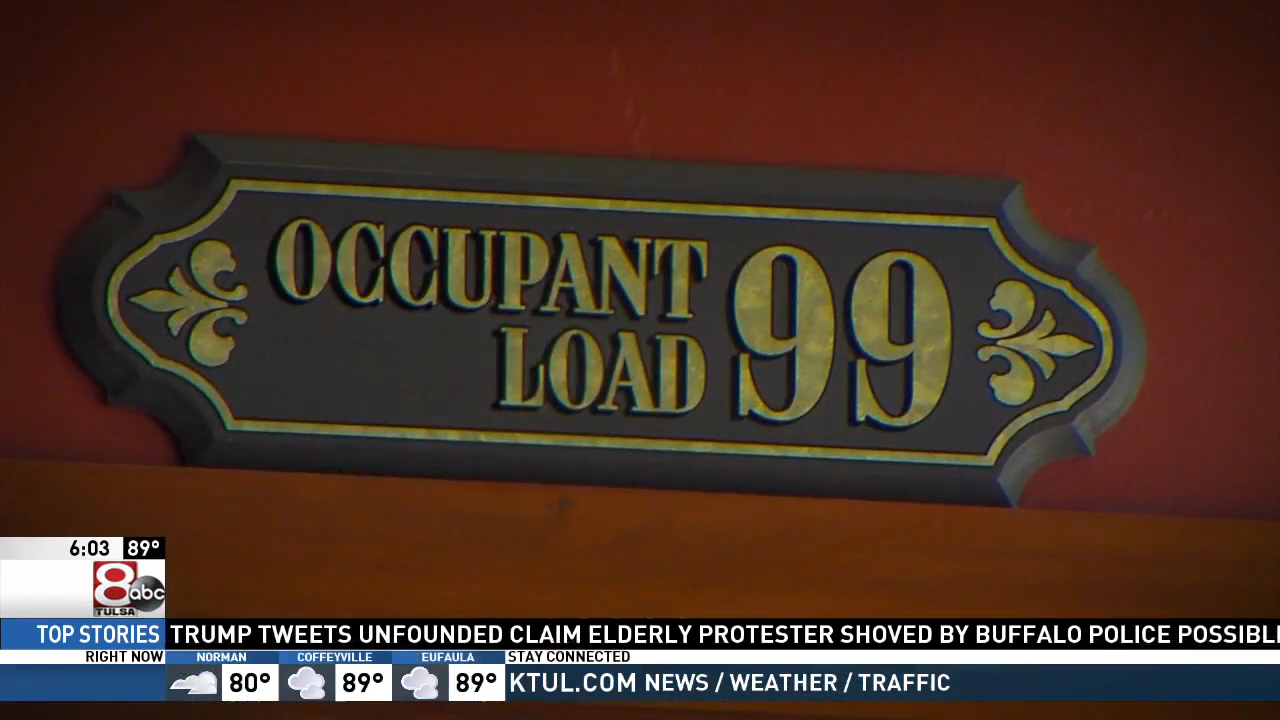 OCCUPANT
LOAD
99
6:03 89°
8 abc
TULSA
TOP STORIES TRUMP TWEETS UNFOUNDED CLAIM ELDERLY PROTESTER SHOVED BY BUFFALO POLICE POSSIBL
RIGHT NOW NORMAN COFFEYVILLE EUFAULA STAY CONNECTED
80° 89° 89° KTUL.COM NEWS / WEATHER / TRAFFIC